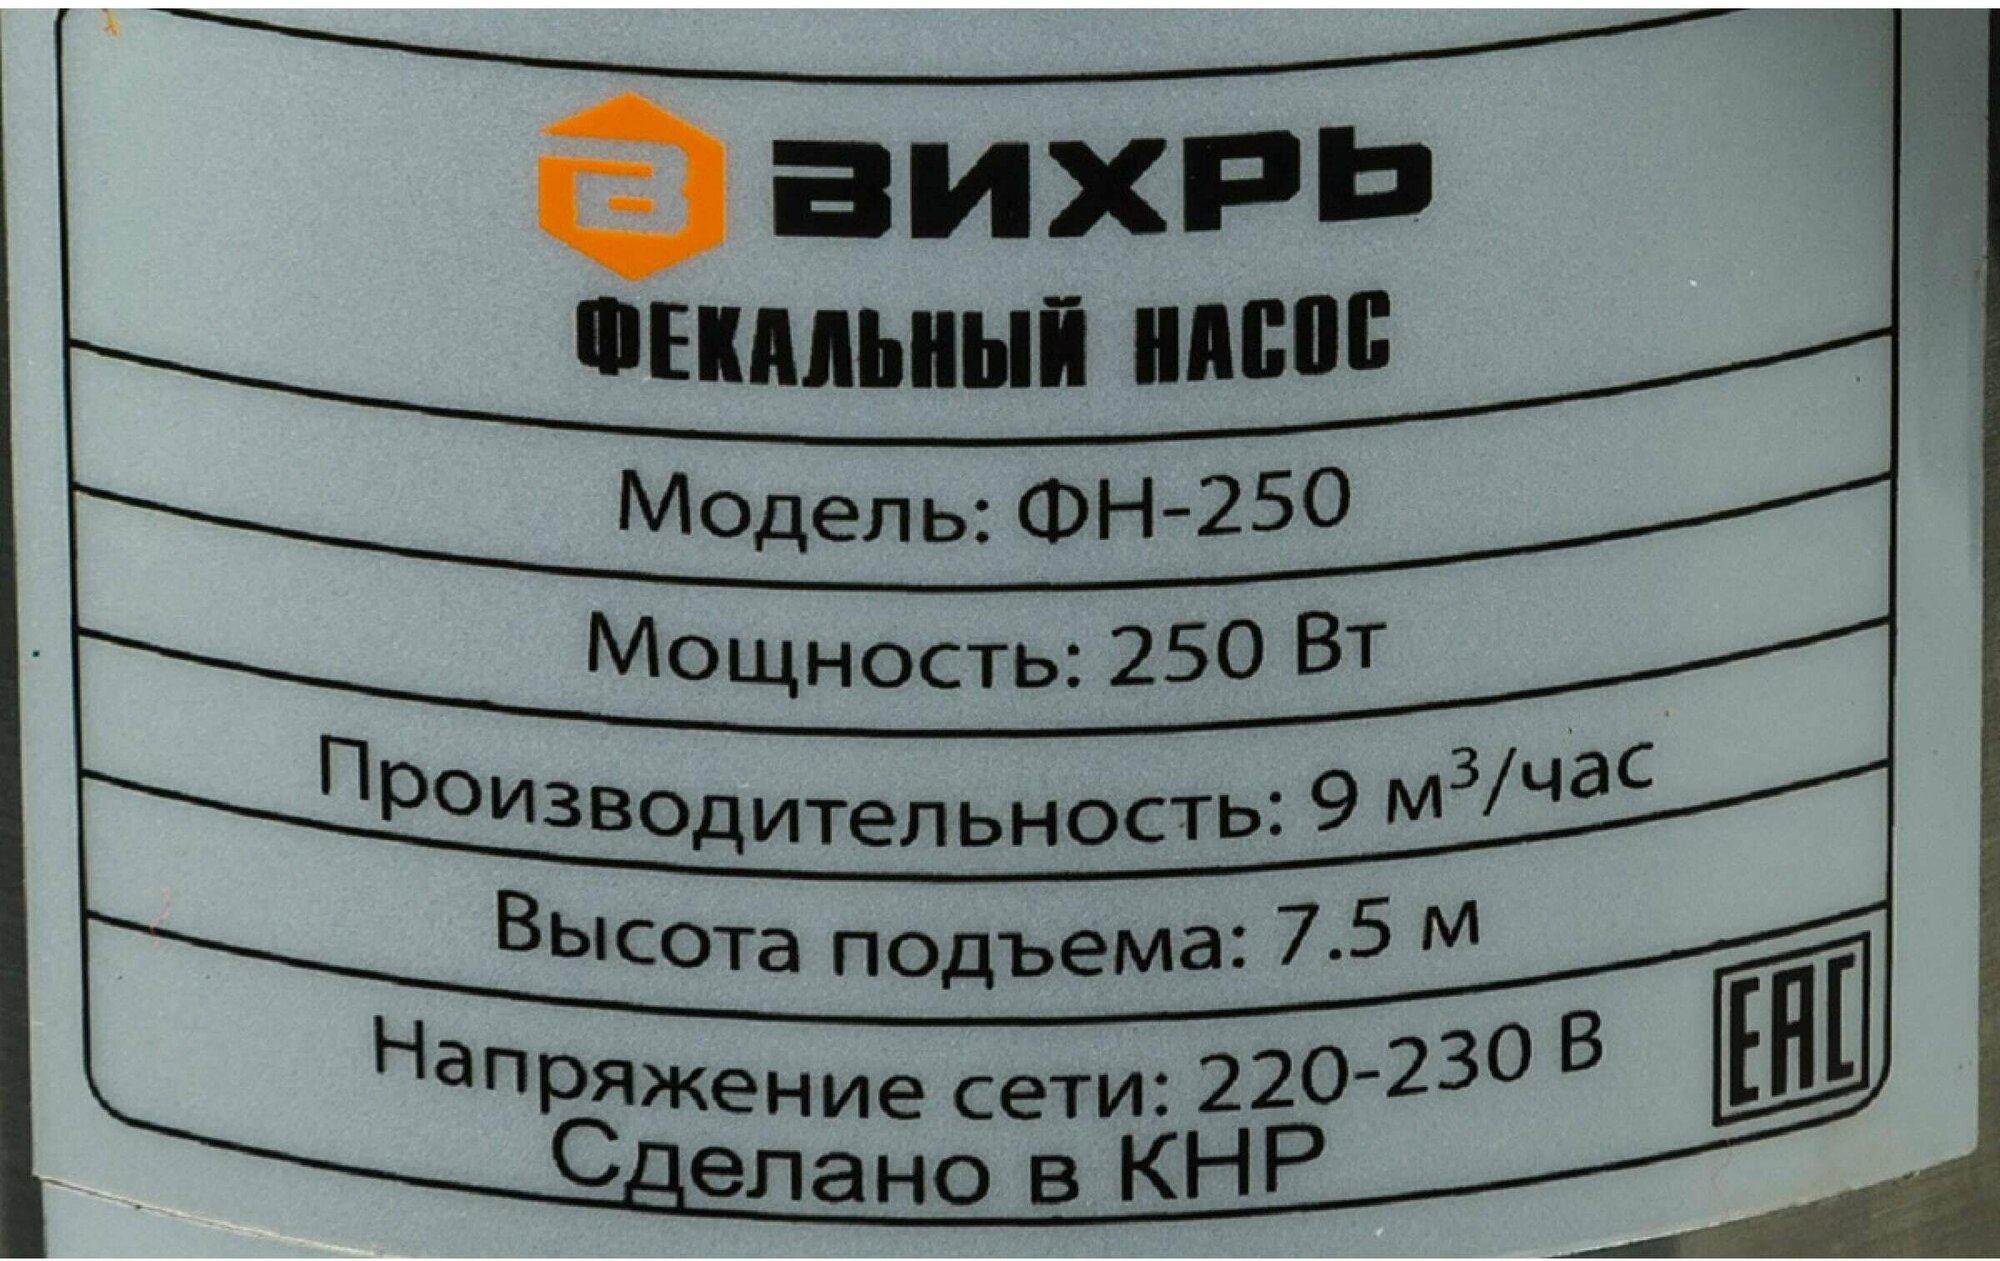 ВИХРЬ
ФЕКАЛЬНЫЙ НАСОС
Модель: ФН-250
Мощность: 250 Вт
Производительность: 9 м³/час
Высота подъема: 7.5 м
Напряжение сети: 220-230 В
EAC
Сделано в КНР